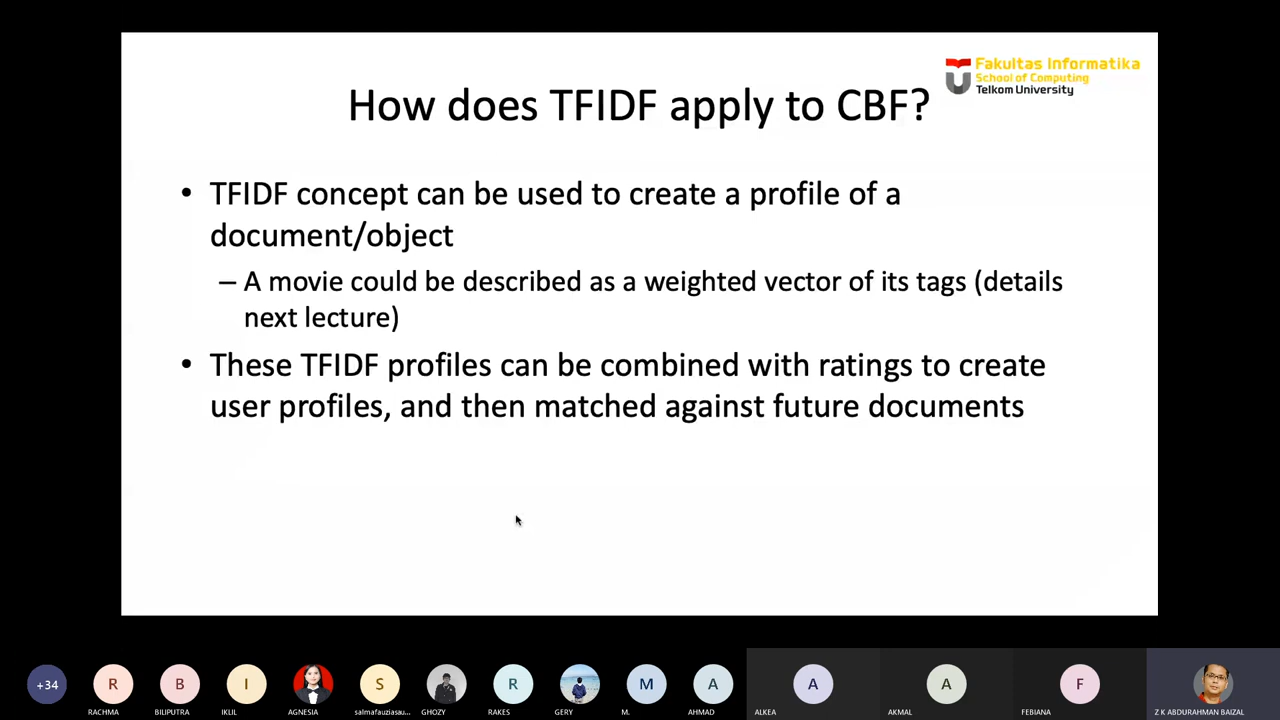 Fakultas Informatika
School of Computing
Telkom University
How does TFIDF apply to CBF?
• TFIDF concept can be used to create a profile of a
document/object
– A movie could be described as a weighted vector of its tags (details
next lecture)
• These TFIDF profiles can be combined with ratings to create
user profiles, and then matched against future documents
+34
R
B
I
S
R
M
A
A
A
F
RACHMA
BILIPUTRA
IKLIL
AGNESIA
salmafauziasau...
GHOZY
RAKES
GERY
M.
AHMAD
ALKEA
AKMAL
FEBIANA
Z K ABDURAHMAN BAIZAL